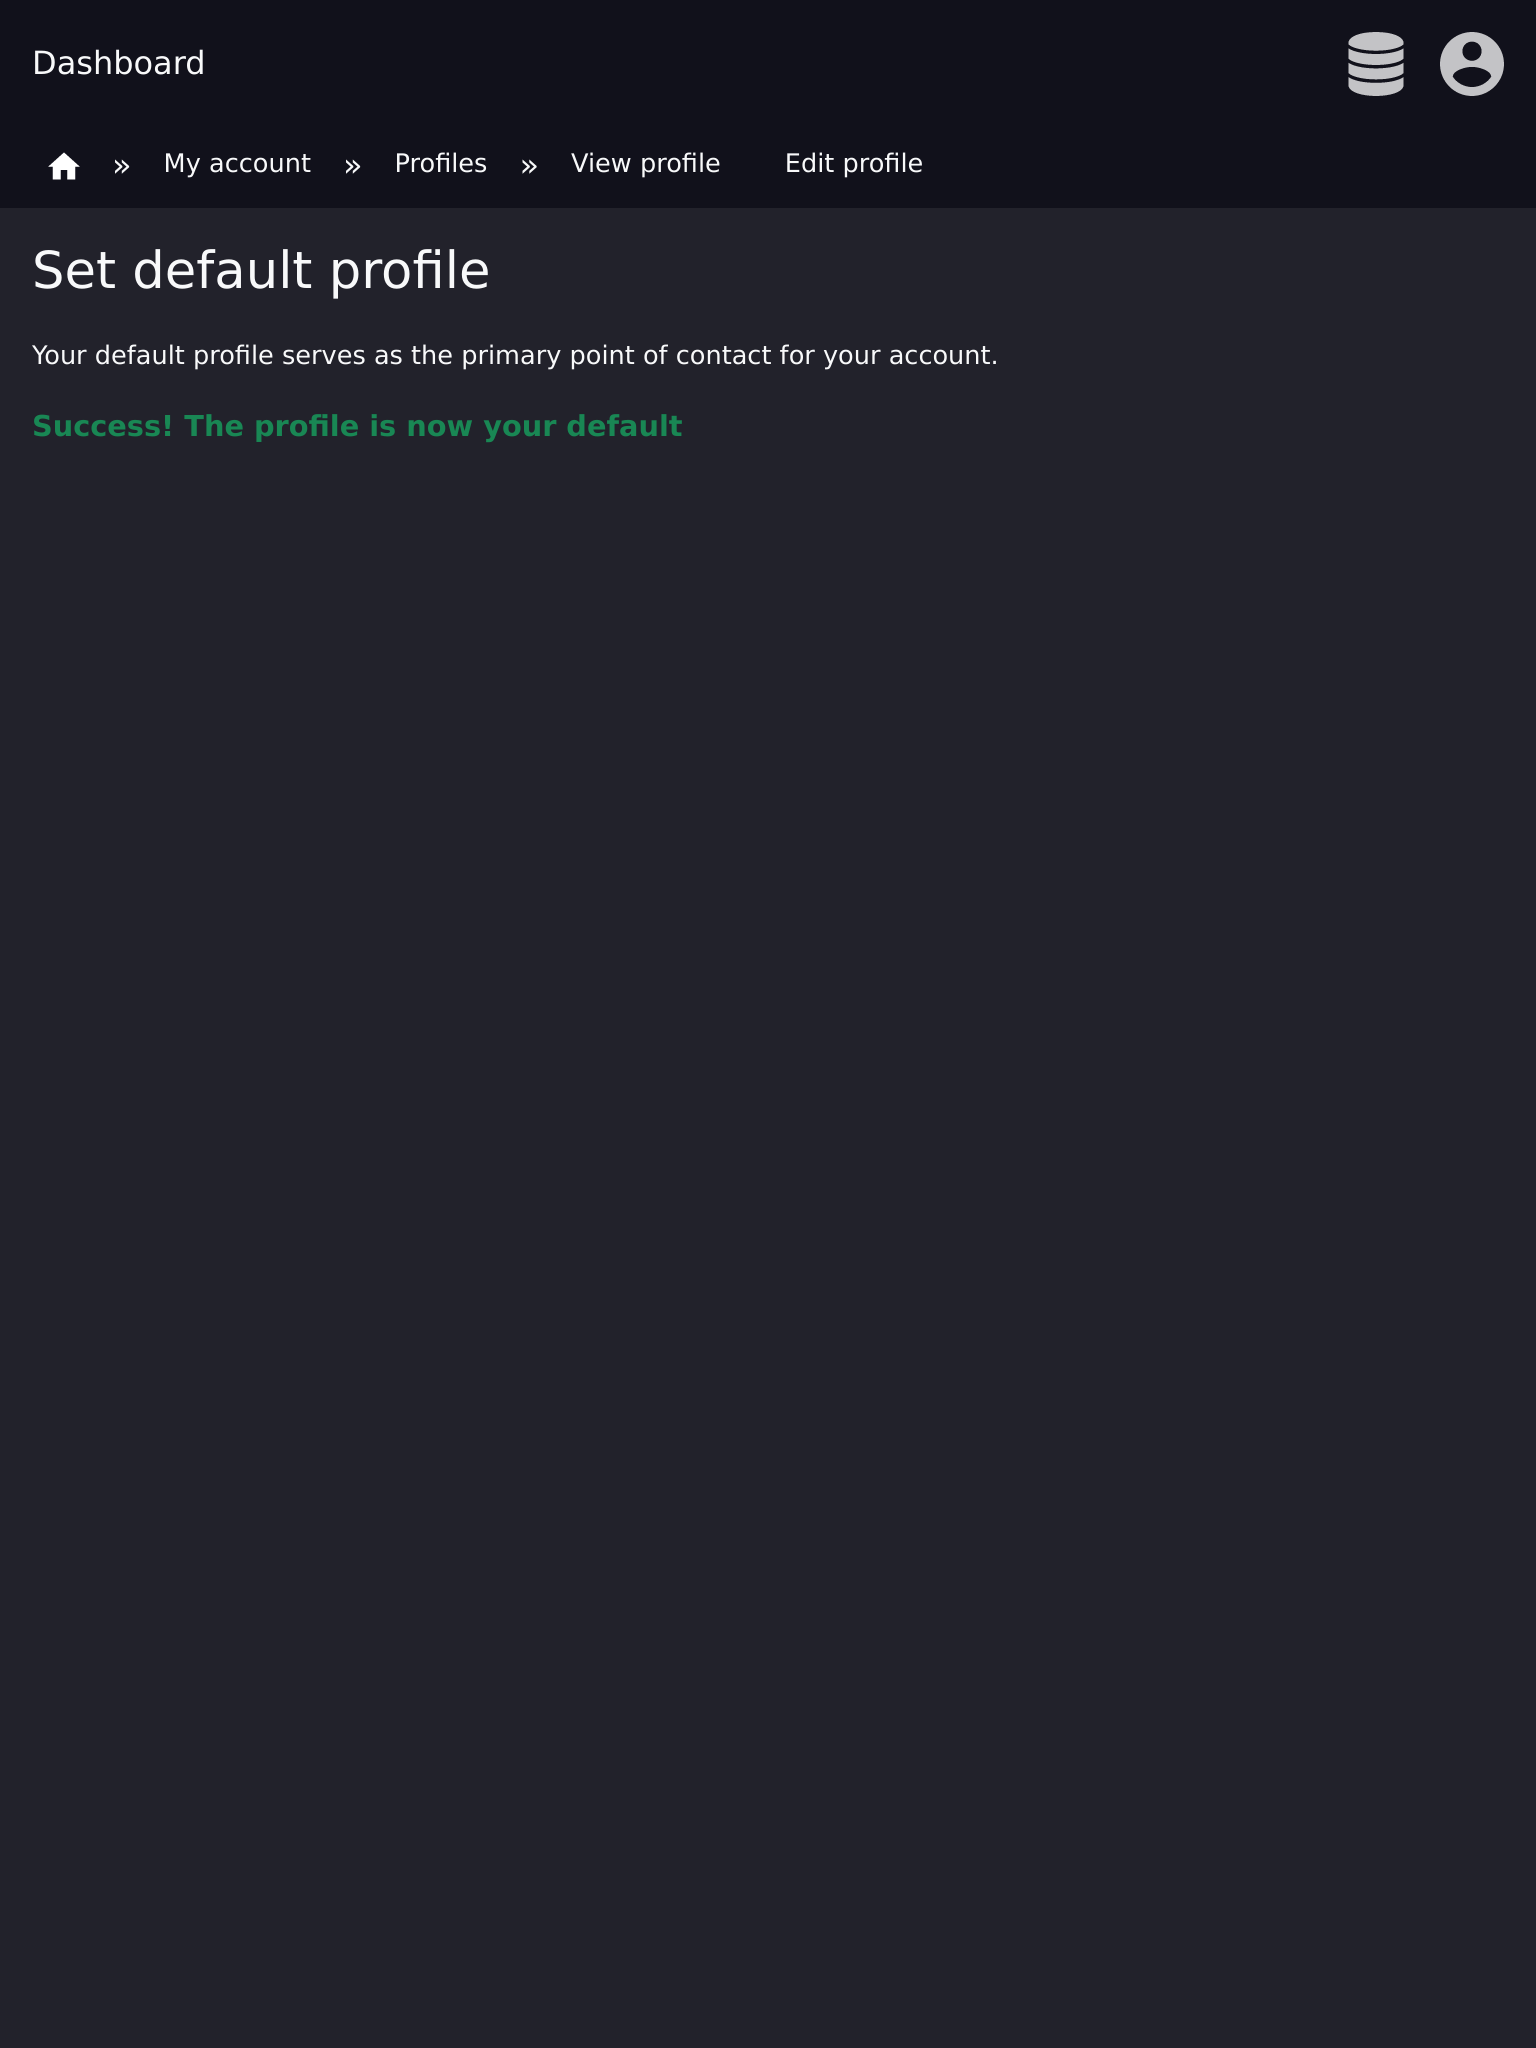 Dashboard
» My account » Profiles » View profile Edit profile
Set default profile
Your default profile serves as the primary point of contact for your account.
Success! The profile is now your default